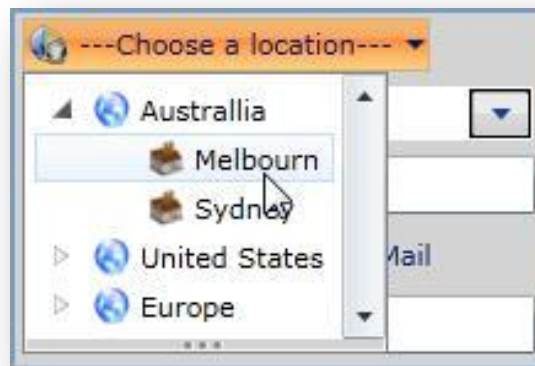 ---Choose a location---
Australlia
Melbourn
Sydney
United States
Mail
Europe